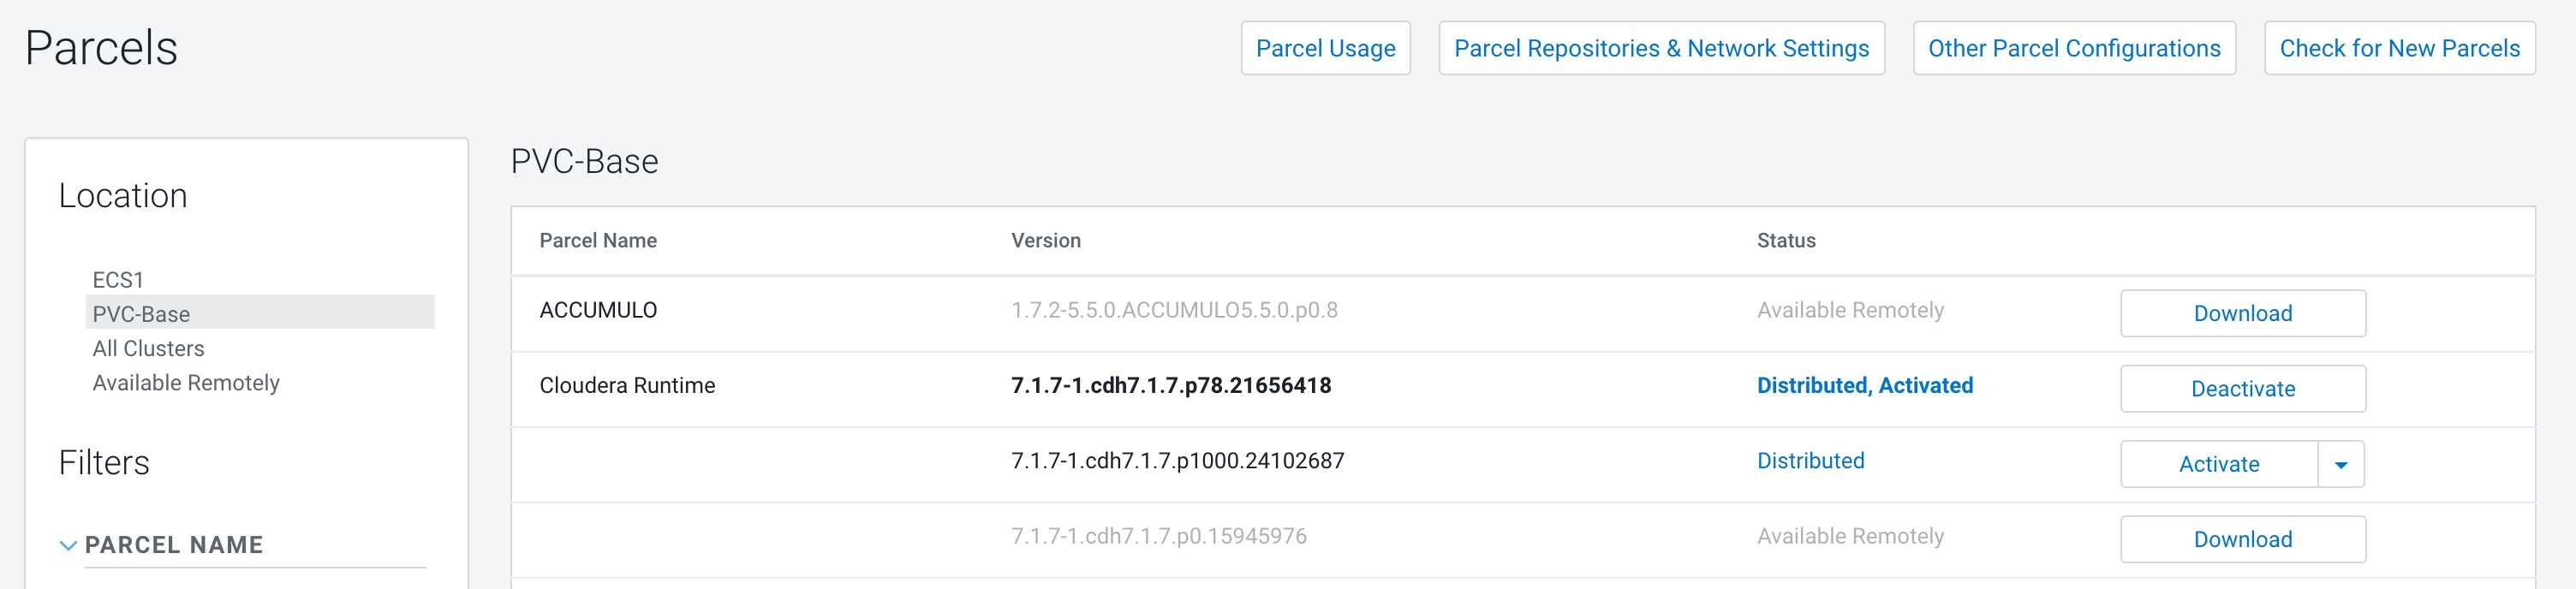 Parcels
Parcel Usage
Parcel Repositories & Network Settings
Other Parcel Configurations
Check for New Parcels
Location
ECS1
PVC-Base
All Clusters
Available Remotely
Filters
PARCEL NAME
PVC-Base
Parcel Name Version Status
ACCUMULO 1.7.2-5.5.0.ACCUMULO5.5.0.p0.8 Available Remotely Download
Cloudera Runtime 7.1.7-1.cdh7.1.7.p78.21656418 Distributed, Activated Deactivate
7.1.7-1.cdh7.1.7.p1000.24102687 Distributed Activate
7.1.7-1.cdh7.1.7.p0.15945976 Available Remotely Download